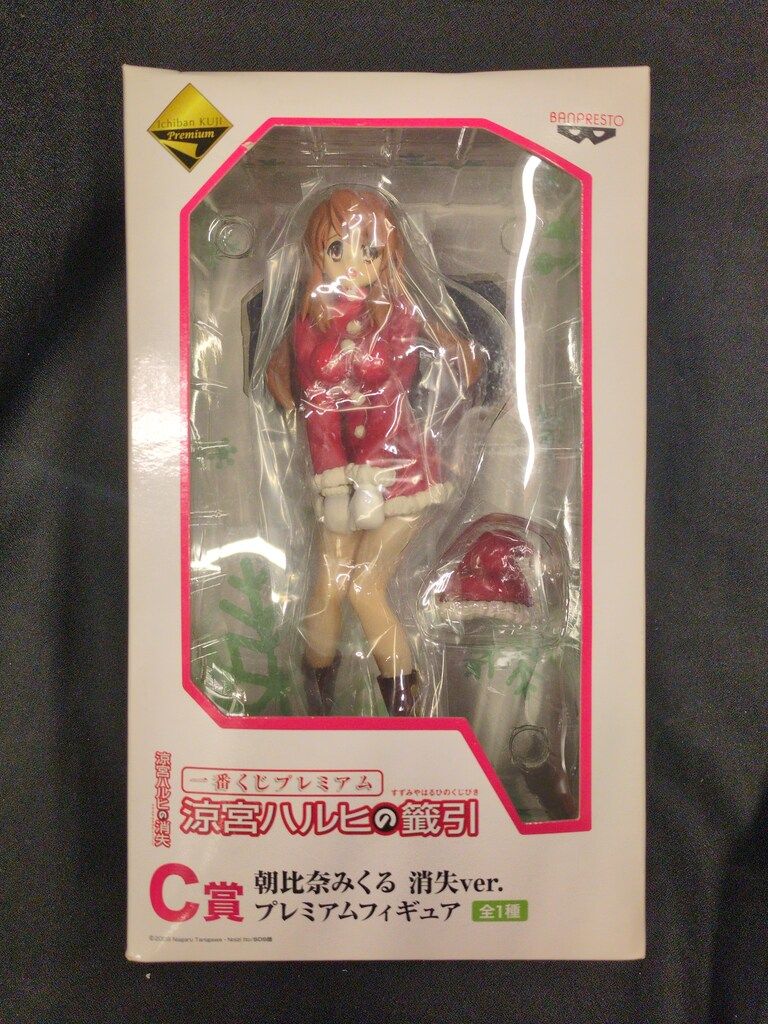 Ichiban KUJI
Premium
BANPRESTO
涼宮ハルヒの消失
一番くじプレミアム
すずみやはるひのくじびき
涼宮ハルヒの籤引
C賞
朝比奈みくる 消失ver.
プレミアムフィギュア 全1種